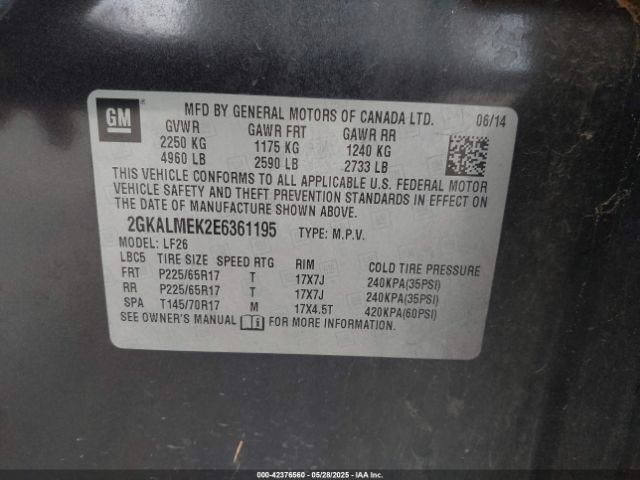 GM
MFD BY GENERAL MOTORS OF CANADA LTD. 06/14
GVWR GAWR FRT GAWR RR
2250 KG 1175 KG 1240 KG
4960 LB 2590 LB 2733 LB
THIS VEHICLE CONFORMS TO ALL APPLICABLE U.S. FEDERAL MOTOR
VEHICLE SAFETY AND THEFT PREVENTION STANDARDS IN EFFECT ON
THE DATE OF MANUFACTURE SHOWN ABOVE.
2GKALMEK2E6361195 TYPE: M.P.V.
MODEL: LF26
LBC5 TIRE SIZE SPEED RTG RIM COLD TIRE PRESSURE
FRT P225/65R17 T 17X7J 240KPA(35PSI)
RR P225/65R17 T 17X7J 240KPA(35PSI)
SPA T145/70R17 M 17X4.5T 420KPA(60PSI)
SEE OWNER'S MANUAL FOR MORE INFORMATION.
000-42376560 - 05/28/2025 - IAA, Inc.